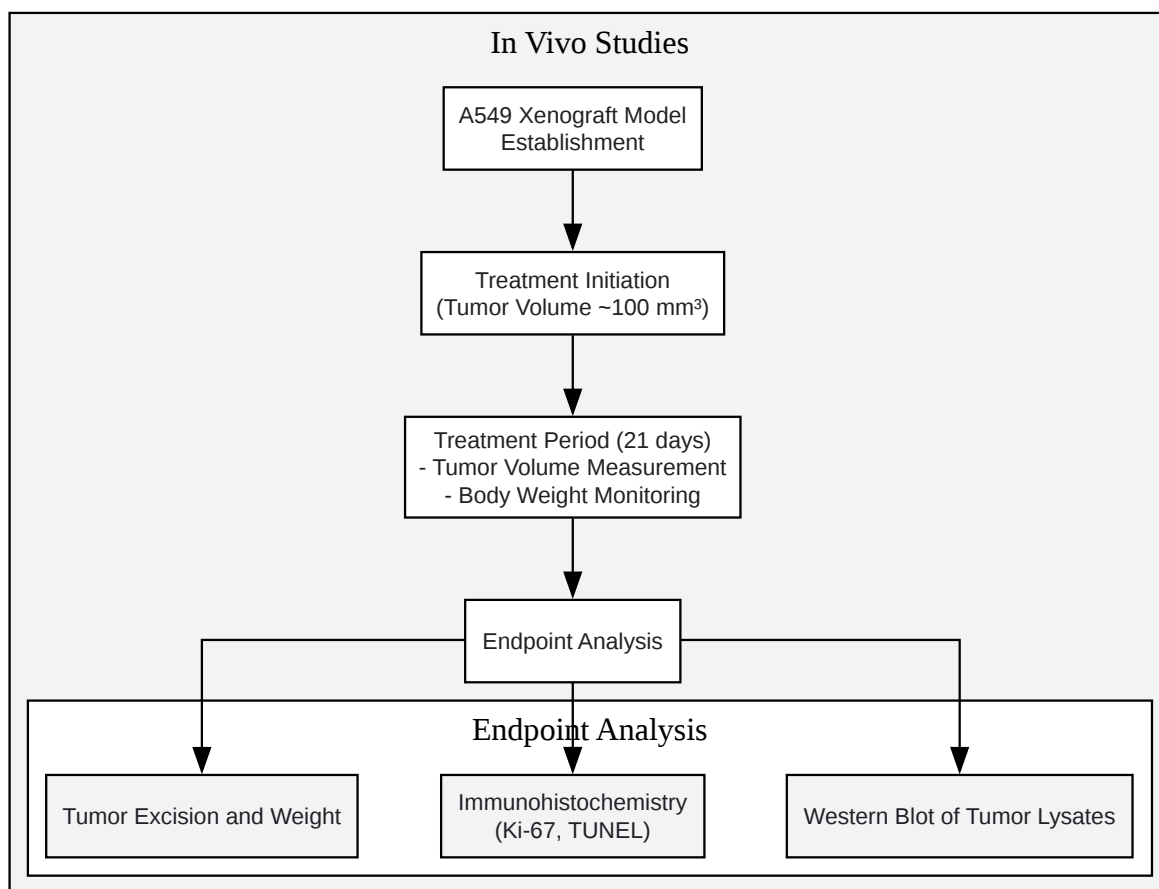 In Vivo Studies
A549 Xenograft Model
Establishment
Treatment Initiation
(Tumor Volume ~100 mm³)
Treatment Period (21 days)
- Tumor Volume Measurement
- Body Weight Monitoring
Endpoint Analysis
Endpoint Analysis
Tumor Excision and Weight
Immunohistochemistry
(Ki-67, TUNEL)
Western Blot of Tumor Lysates